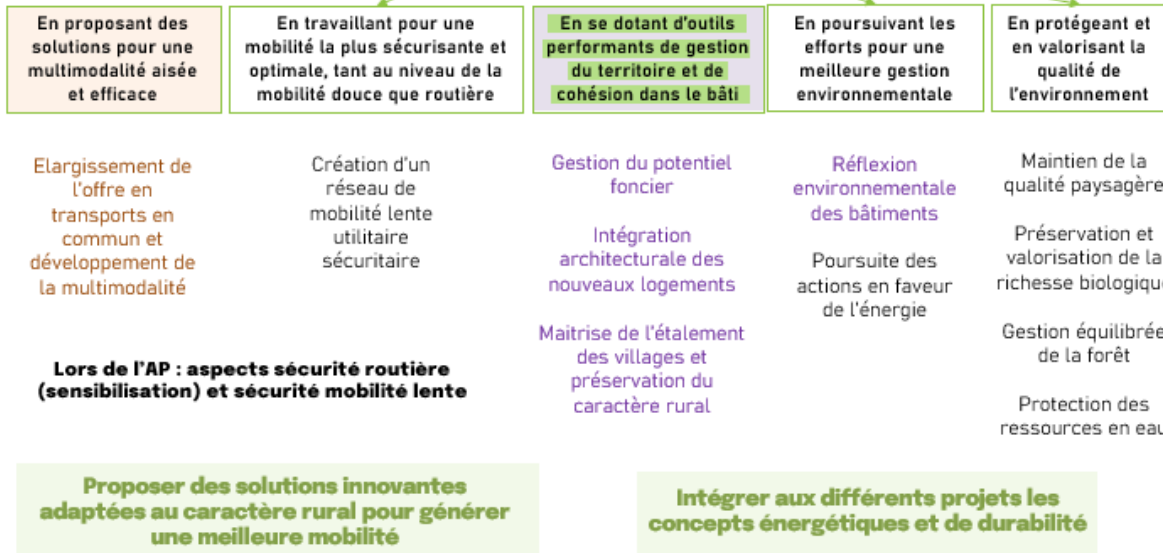 En proposant des
solutions pour une
multimodalité aisée
et efficace
En travaillant pour une
mobilité la plus sécurisante et
optimale, tant au niveau de la
mobilité douce que routière
En se dotant d'outils
performants de gestion
du territoire et de
cohésion dans le bâti
En poursuivant les
efforts pour une
meilleure gestion
environnementale
En protégeant et
en valorisant la
qualité de
l'environnement
Elargissement de
l'offre en
transports en
commun et
développement de
la multimodalité
Création d'un
réseau de
mobilité lente
utilitaire
sécuritaire
Gestion du potentiel
foncier
Intégration
architecturale des
nouveaux logements
Maitrise de l'étalement
des villages et
préservation du
caractère rural
Réflexion
environnementale
des bâtiments
Poursuite des
actions en faveur
de l'énergie
Maintien de la
qualité paysagère
Préservation et
valorisation de la
richesse biologique
Gestion équilibrée
de la forêt
Protection des
ressources en eau
Lors de l'AP : aspects sécurité routière
(sensibilisation) et sécurité mobilité lente
Proposer des solutions innovantes
adaptées au caractère rural pour générer
une meilleure mobilité
Intégrer aux différents projets les
concepts énergétiques et de durabilité